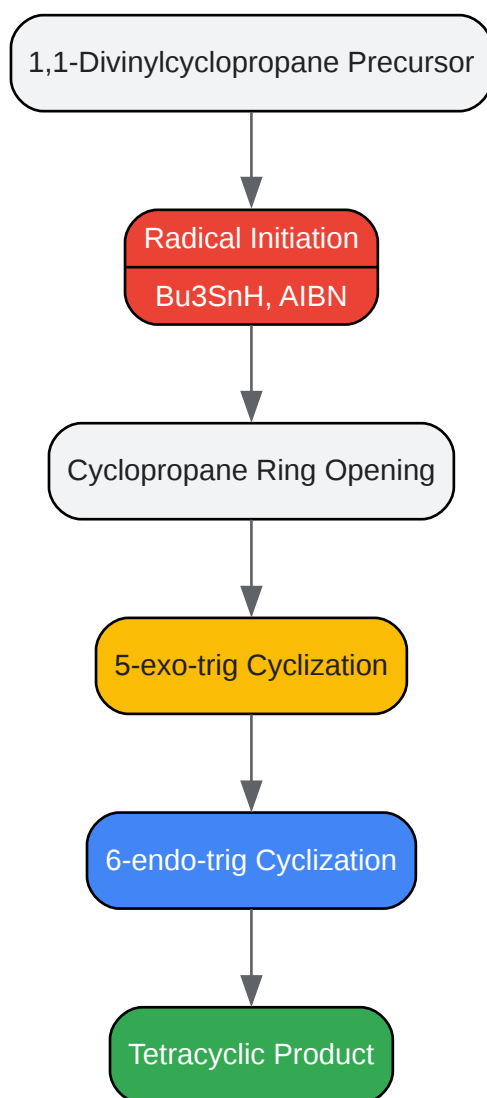 1,1-Divinylcyclopropane Precursor
Radical Initiation
Bu3SnH, AIBN
Cyclopropane Ring Opening
5-exo-trig Cyclization
6-endo-trig Cyclization
Tetracyclic Product